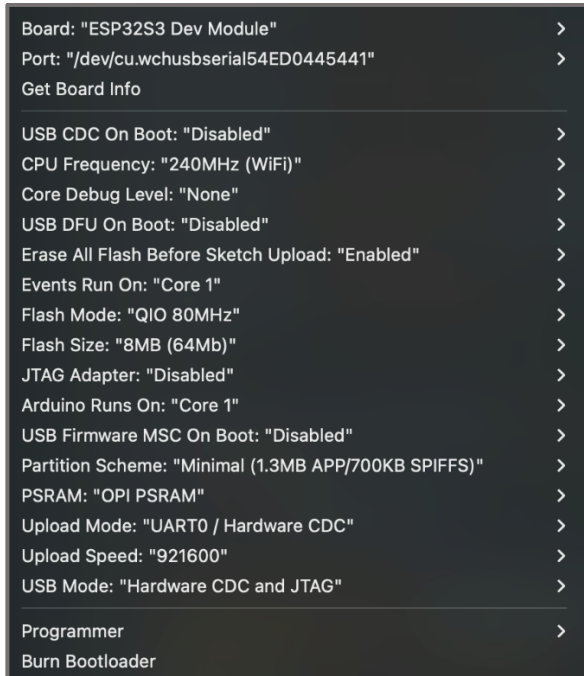 Board: "ESP32S3 Dev Module"
Port: "/dev/cu.wchusbserial54ED0445441"
Get Board Info
USB CDC On Boot: "Disabled"
CPU Frequency: "240MHz (WiFi)"
Core Debug Level: "None"
USB DFU On Boot: "Disabled"
Erase All Flash Before Sketch Upload: "Enabled"
Events Run On: "Core 1"
Flash Mode: "QIO 80MHz"
Flash Size: "8MB (64Mb)"
JTAG Adapter: "Disabled"
Arduino Runs On: "Core 1"
USB Firmware MSC On Boot: "Disabled"
Partition Scheme: "Minimal (1.3MB APP/700KB SPIFFS)"
PSRAM: "OPI PSRAM"
Upload Mode: "UART0 / Hardware CDC"
Upload Speed: "921600"
USB Mode: "Hardware CDC and JTAG"
Programmer
Burn Bootloader